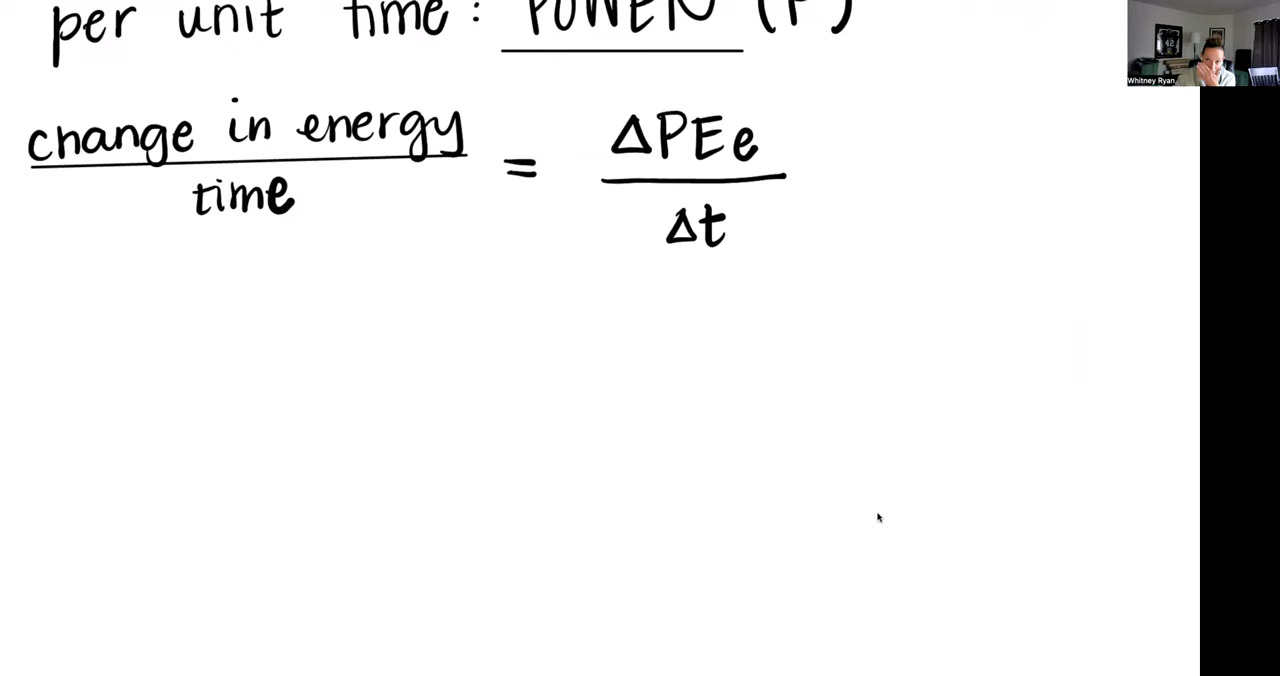 per unit time: POWER (P)
change in energy
time
=
ΔPEe
Δt
Whitney Ryan